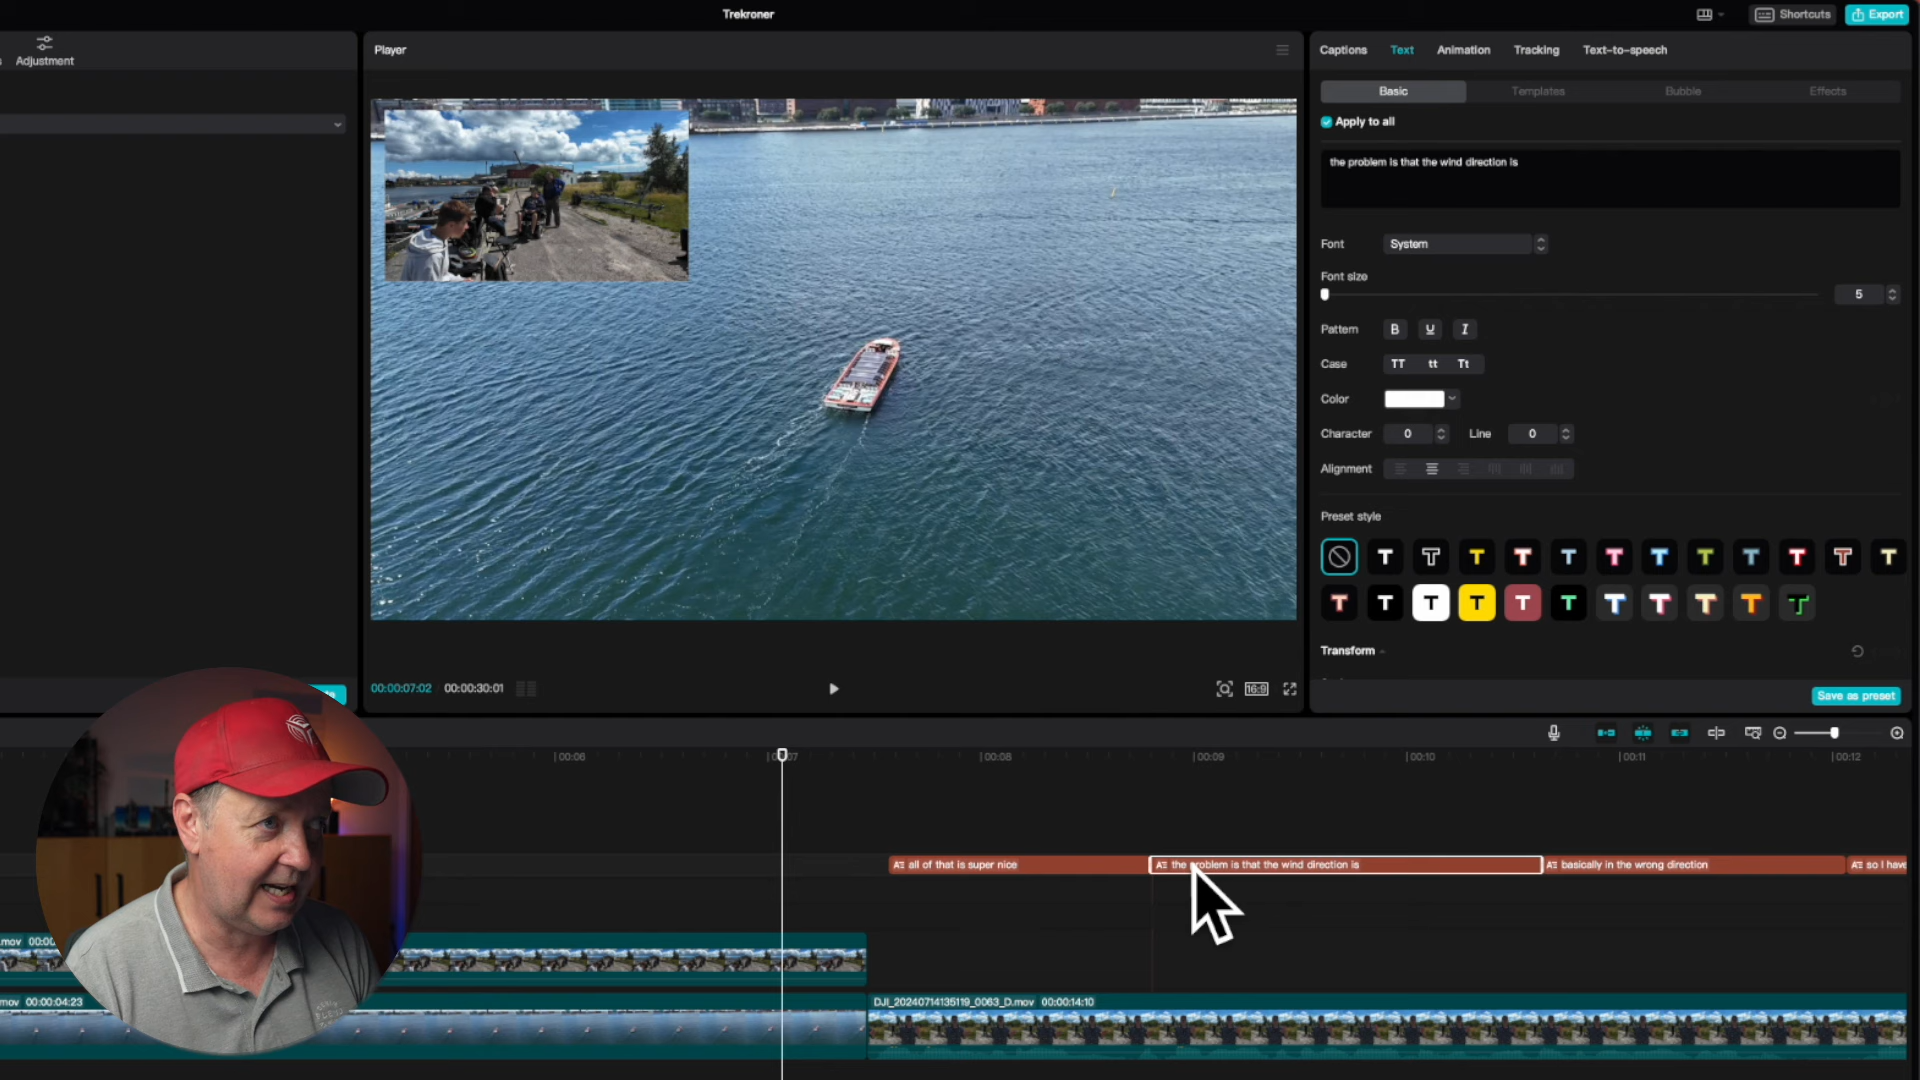 Trekroner
Shortcuts
Export
Adjustment
Player
Captions
Text
Animation
Tracking
Text-to-speech
Basic
Templates
Bubble
Effects
Apply to all
the problem is that the wind direction is
Font
System
Font size
5
Pattern
B
U
I
Case
TT
tt
Tt
Color
Character
0
Line
0
Alignment
Preset style
Transform
00:00:07:02
00:00:30:01
16:9
Save as preset
00:06
00:08
00:09
00:10
00:11
00:12
all of that is super nice
the problem is that the wind direction is
basically in the wrong direction
so I have
.mov
mov 00:00:04:23
DJI_20240714135119_0063_D.mov 00:00:14:10